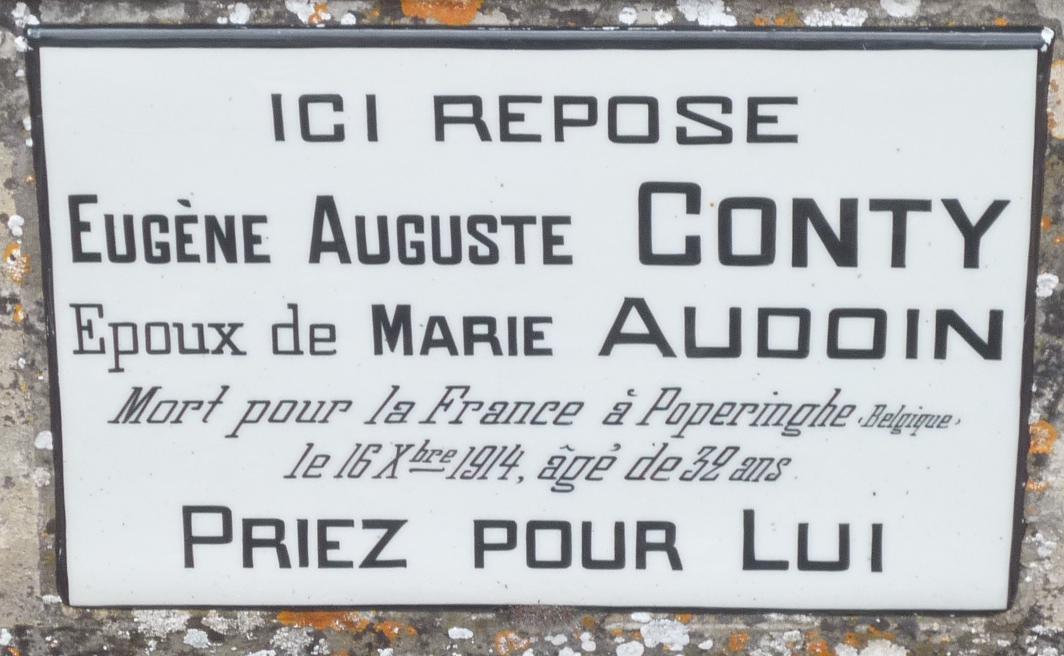 ICI REPOSE
EUGÈNE AUGUSTE CONTY
Epoux de MARIE AUDOIN
Mort pour la France à Poperinghe (Belgique)
le 16 Xbre 1914, âgé de 32 ans
PRIEZ POUR LUI